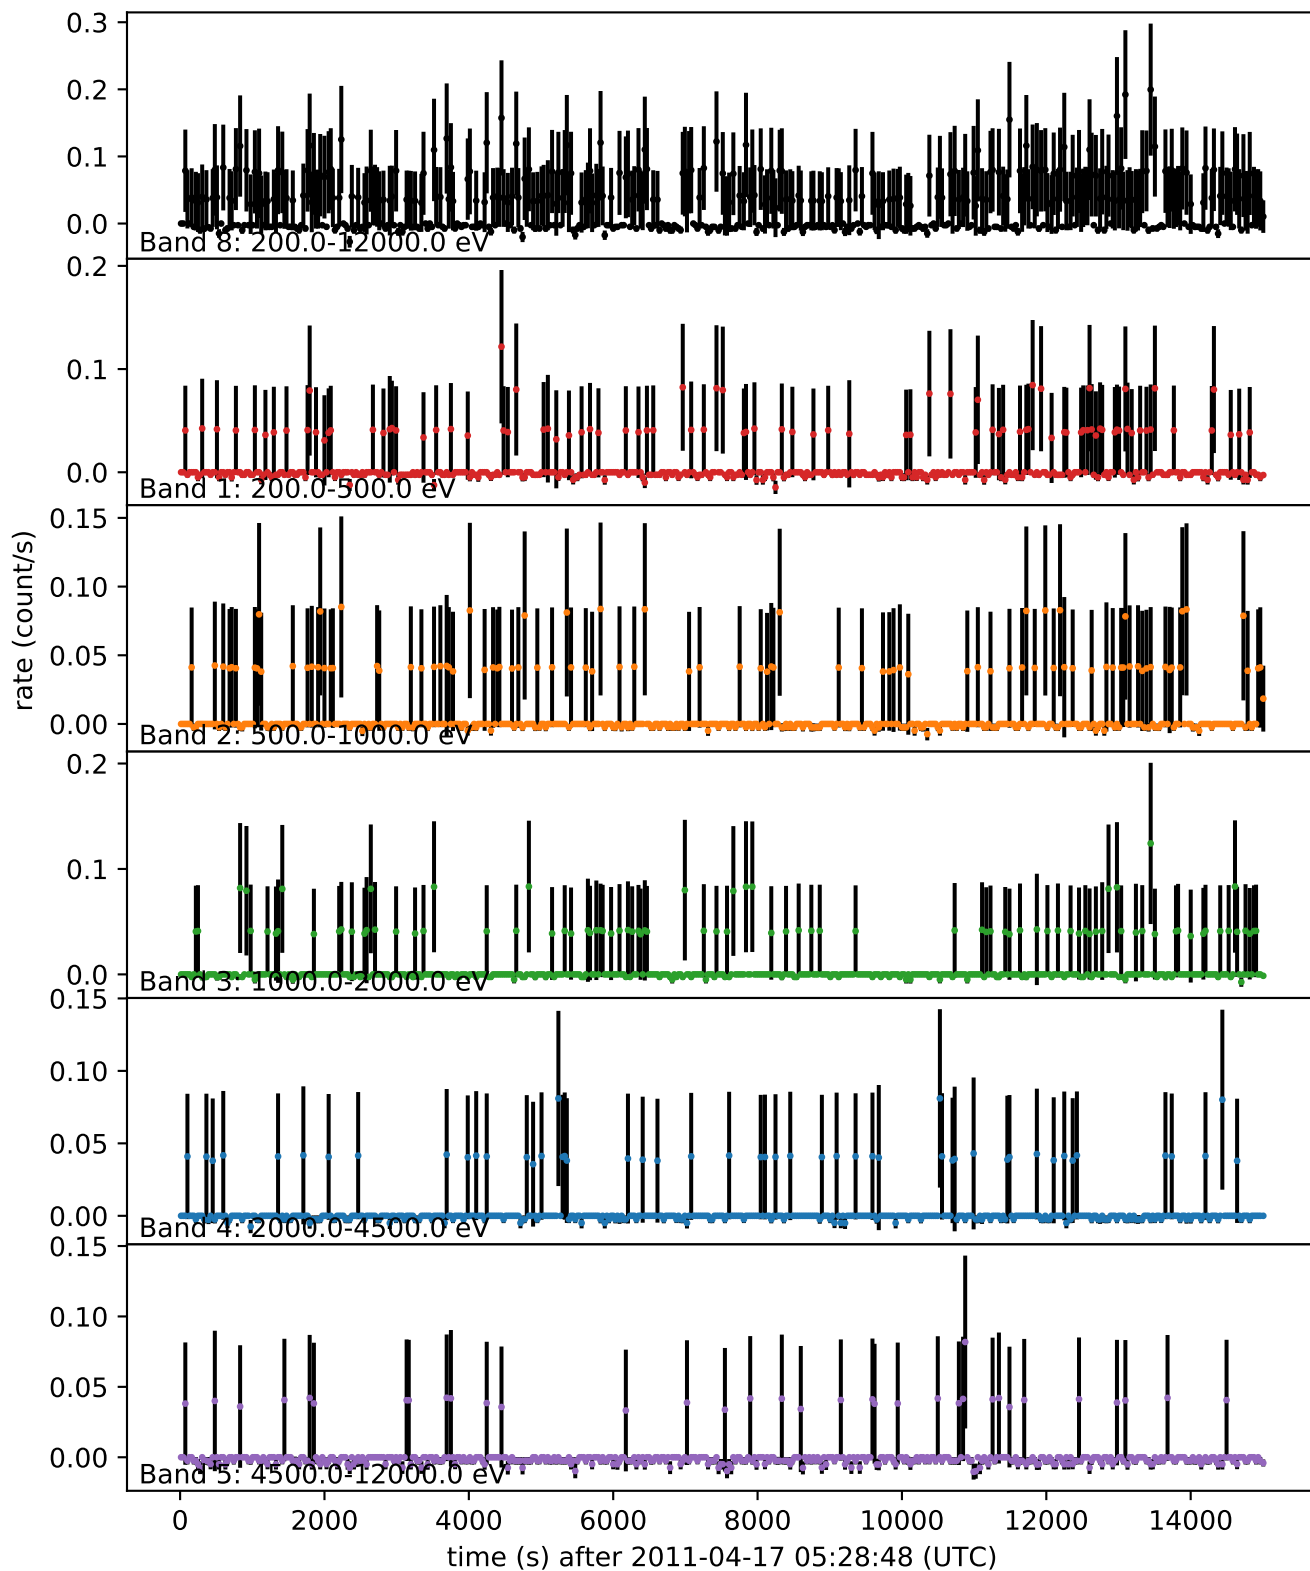 0.3
0.2
0.1
0.0
Band 8: 200.0-12000.0 eV
0.2
0.1
0.0
Band 1: 200.0-500.0 eV
0.15
0.10
0.05
0.00
Band 2: 500.0-1000.0 eV
rate (count/s)
0.2
0.1
0.0
Band 3: 1000.0-2000.0 eV
0.15
0.10
0.05
0.00
Band 4: 2000.0-4500.0 eV
0.15
0.10
0.05
0.00
Band 5: 4500.0-12000.0 eV
0 2000 4000 6000 8000 10000 12000 14000
time (s) after 2011-04-17 05:28:48 (UTC)